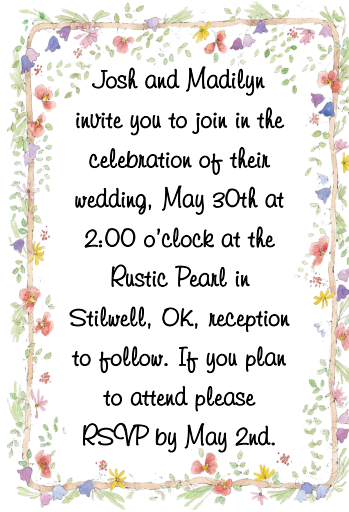 Josh and Madilyn
invite you to join in the
celebration of their
wedding, May 30th at
2:00 o'clock at the
Rustic Pearl in
Stilwell, OK, reception
to follow. If you plan
to attend please
RSVP by May 2nd.